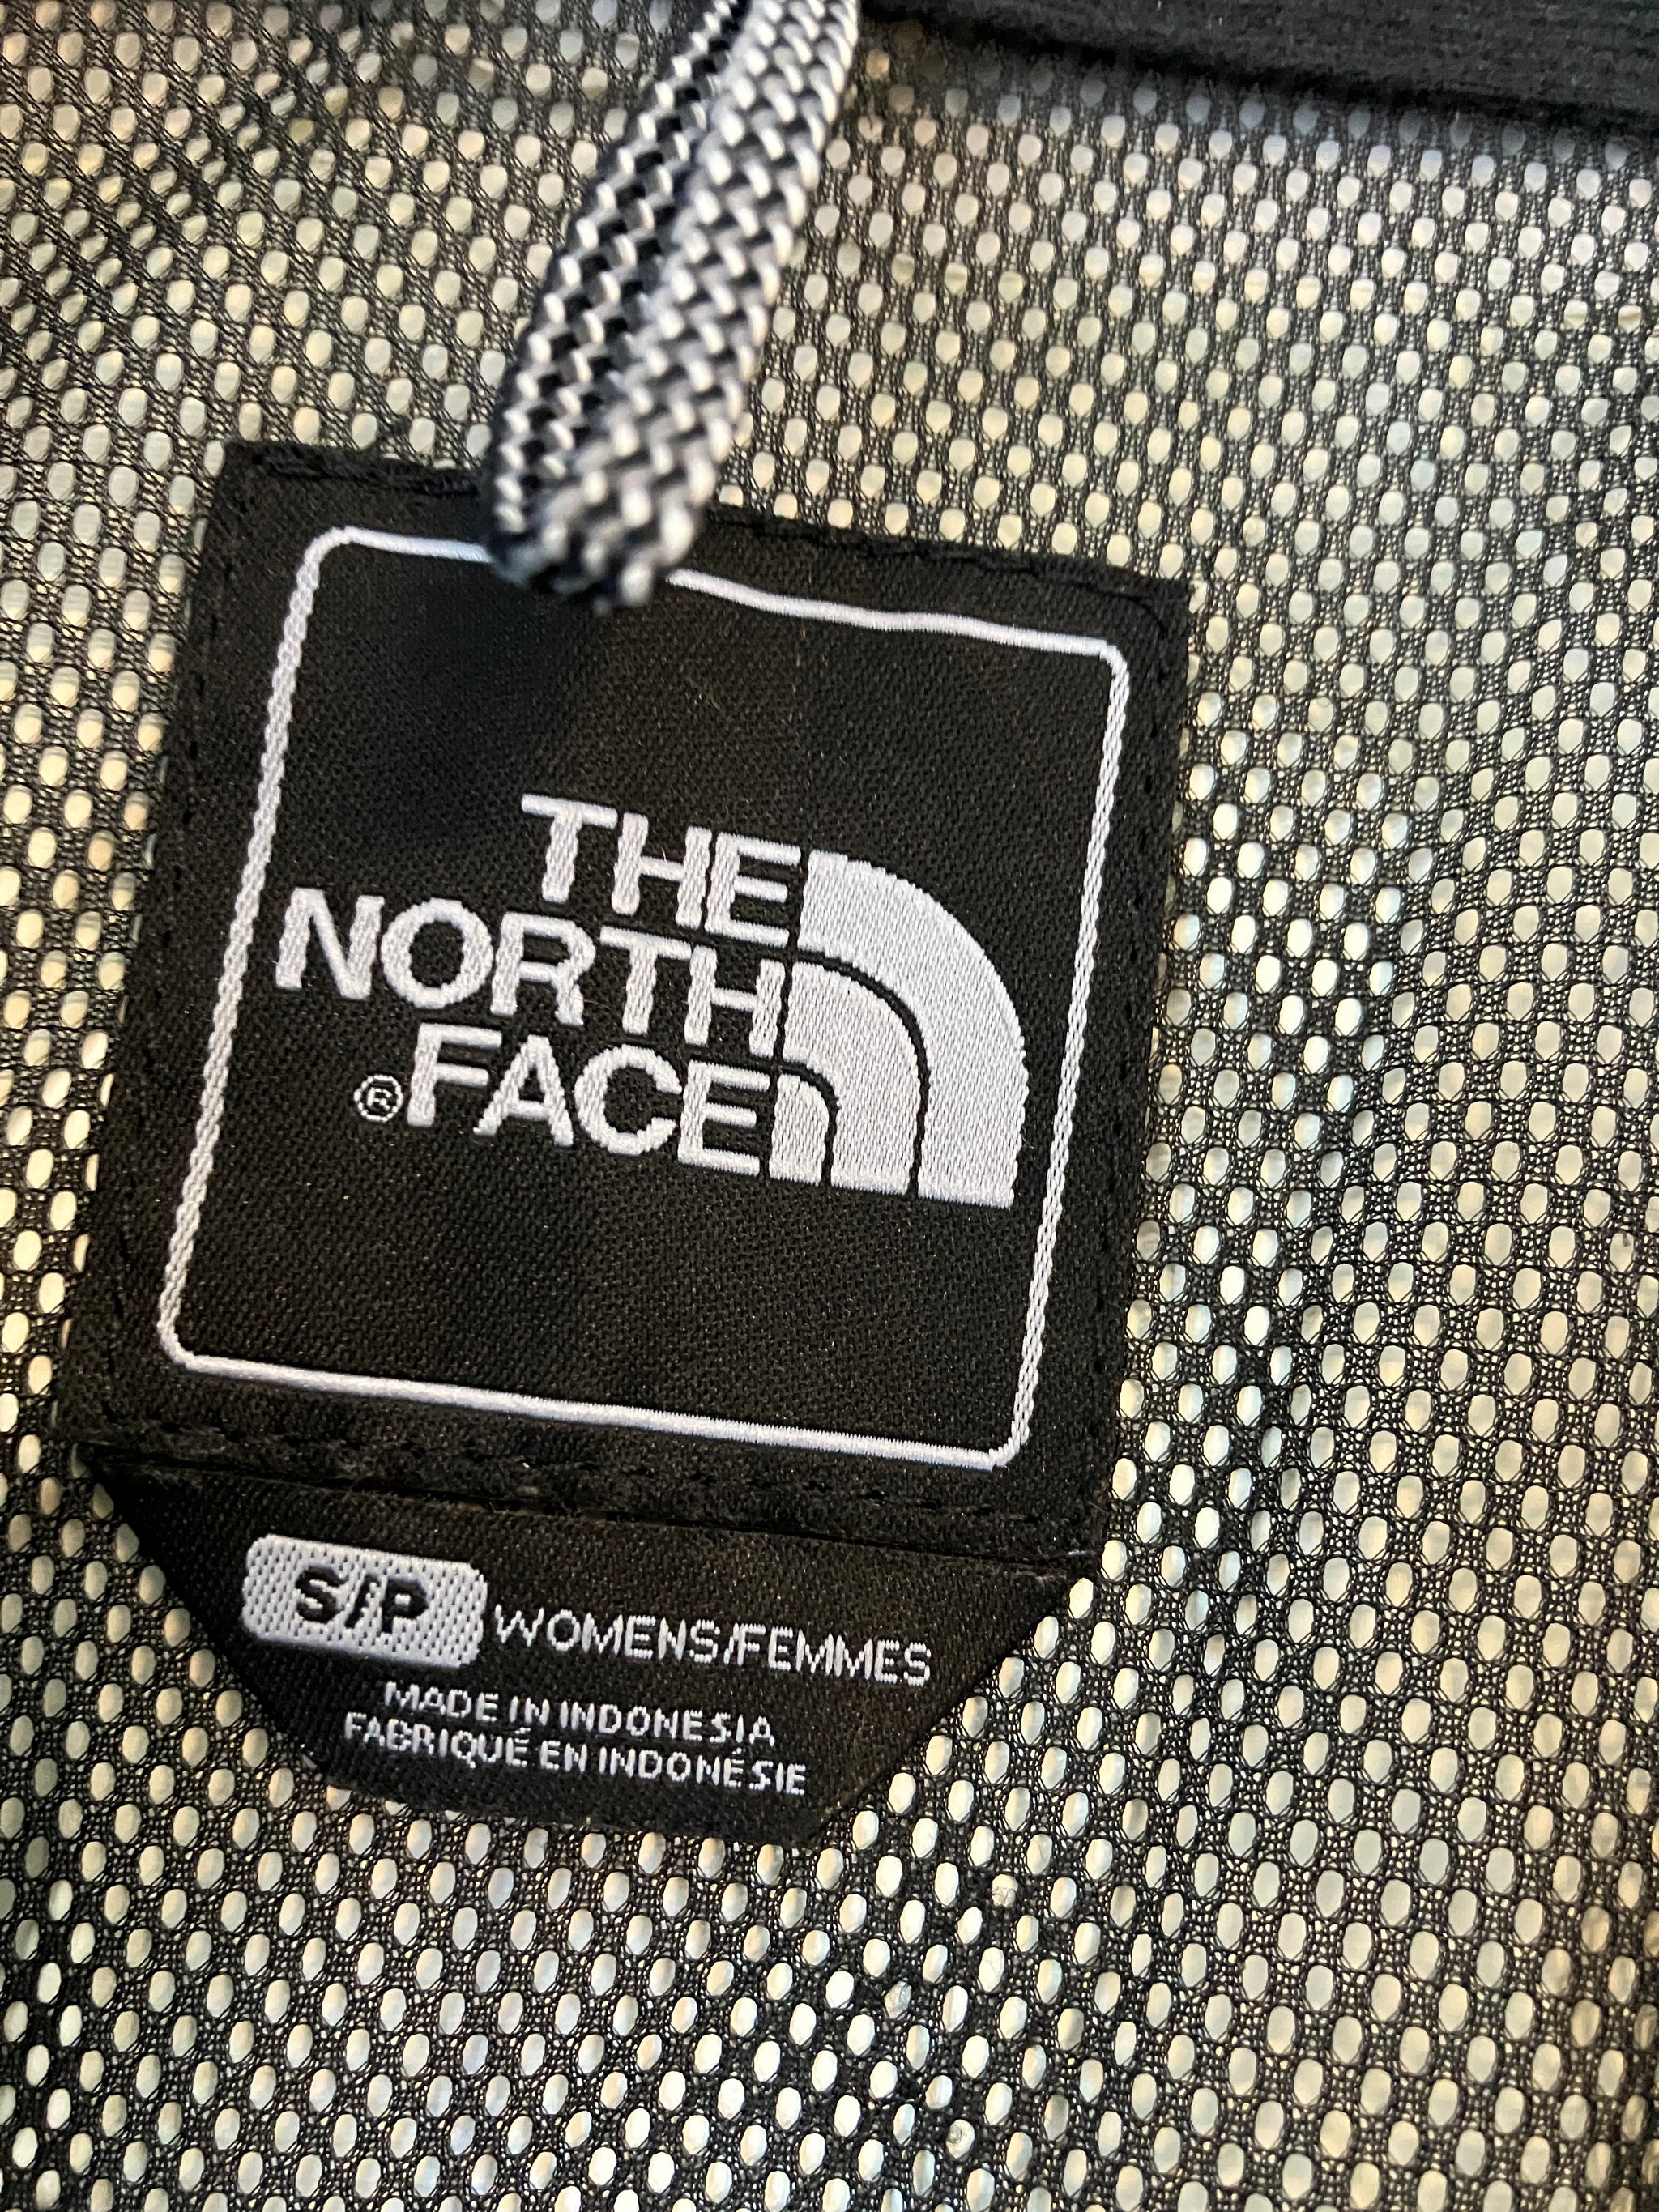 THE
NORTH
®FACE
S/P WOMENS/FEMMES
MADE IN INDONESIA
FABRIQUÉ EN INDONÉSIE